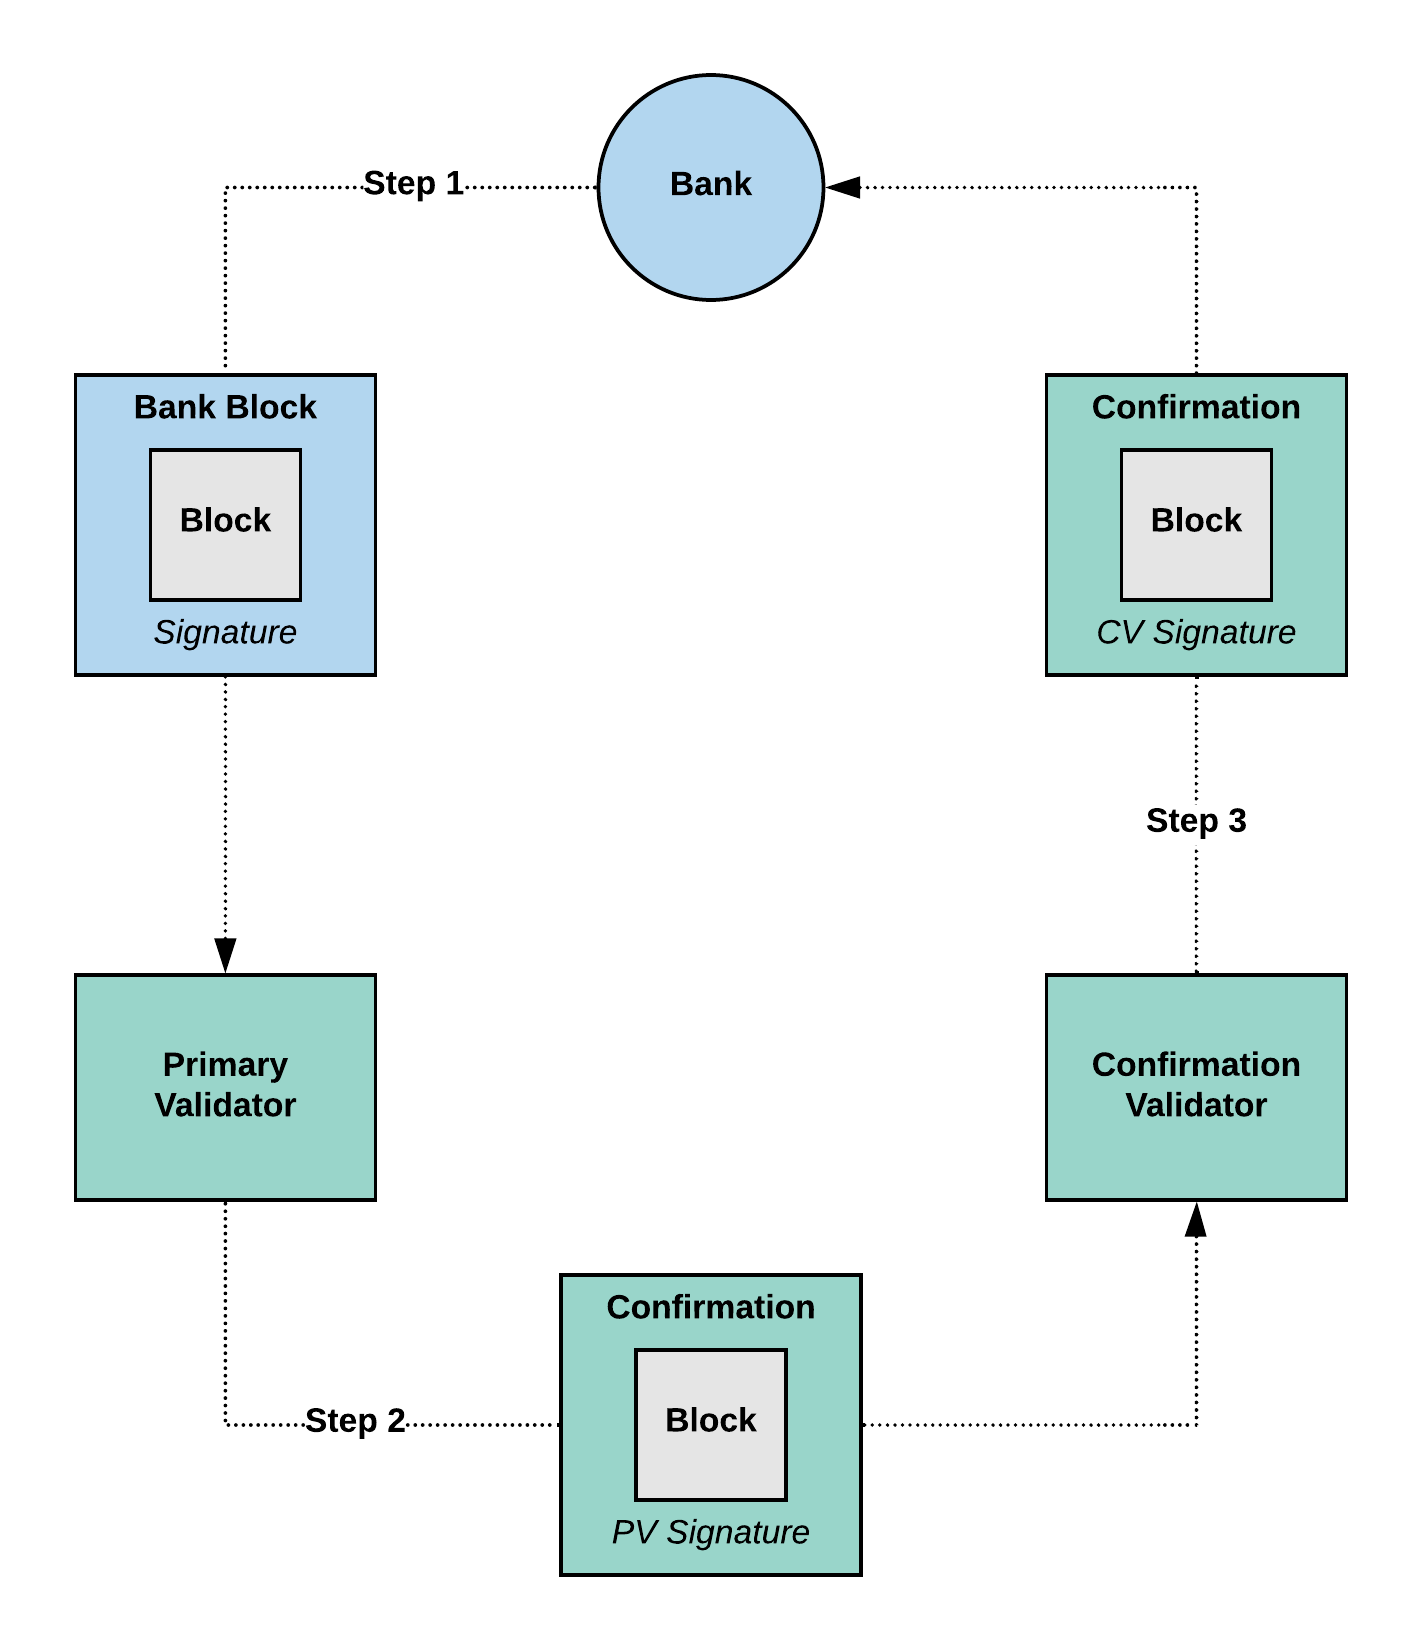 Bank
Step 1
Bank Block
Block
Signature
Primary
Validator
Step 2
Confirmation
Block
PV Signature
Confirmation
Validator
Step 3
Confirmation
Block
CV Signature